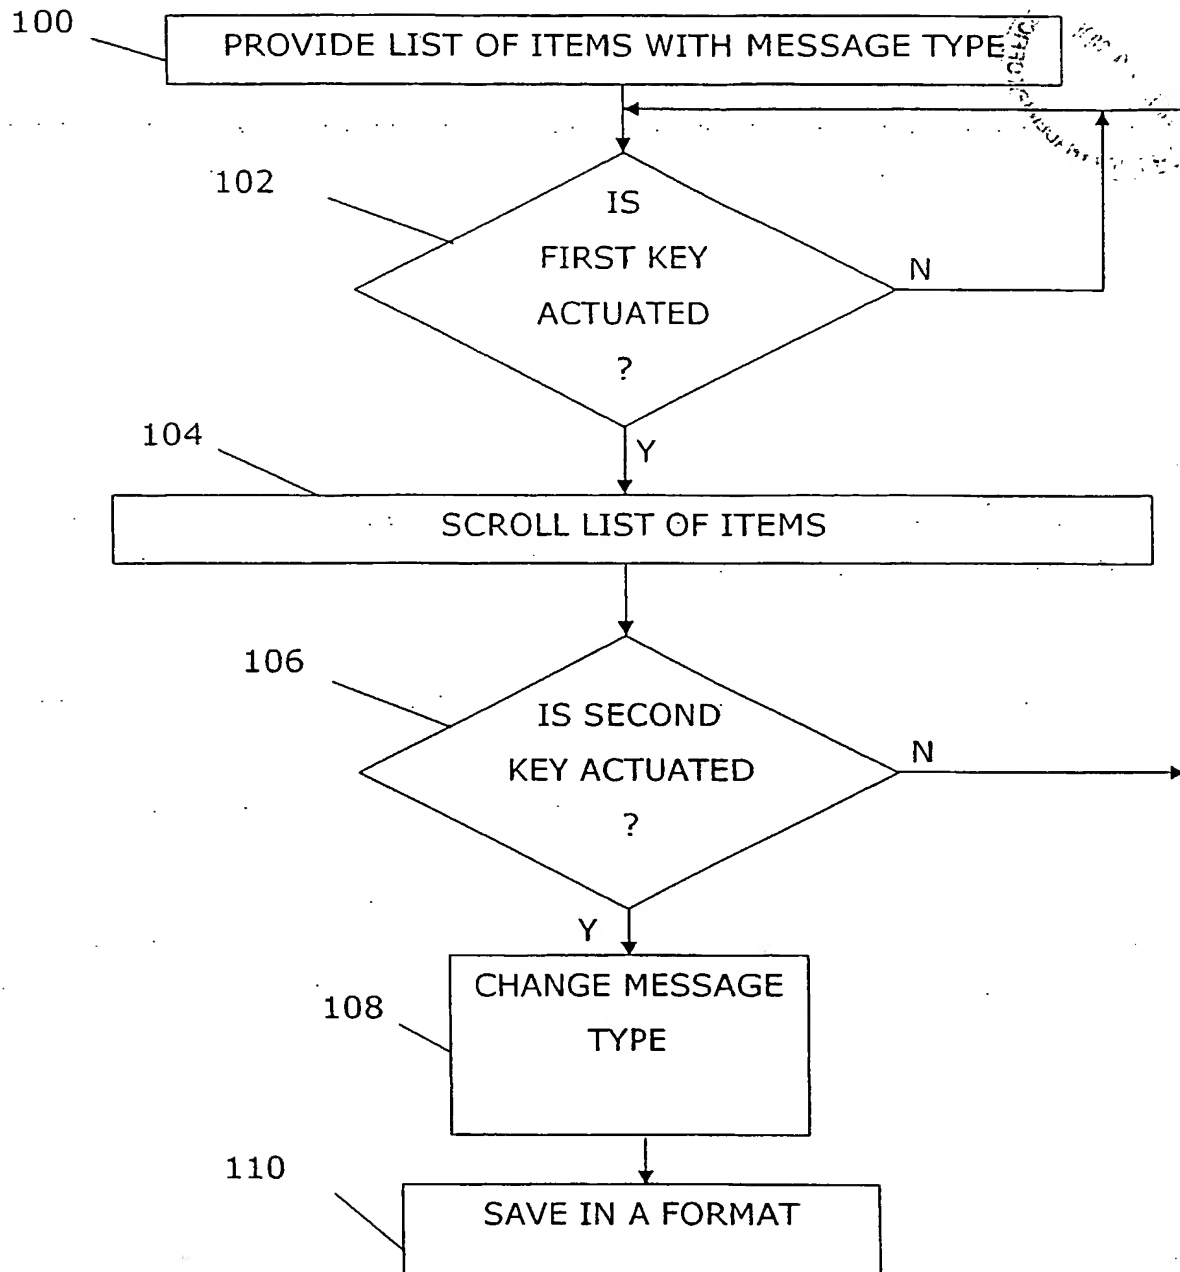 100
PROVIDE LIST OF ITEMS WITH MESSAGE TYPE
102
IS
FIRST KEY
ACTUATED
?
N
Y
104
SCROLL LIST OF ITEMS
106
IS SECOND
KEY ACTUATED
?
N
Y
CHANGE MESSAGE
TYPE
108
110
SAVE IN A FORMAT